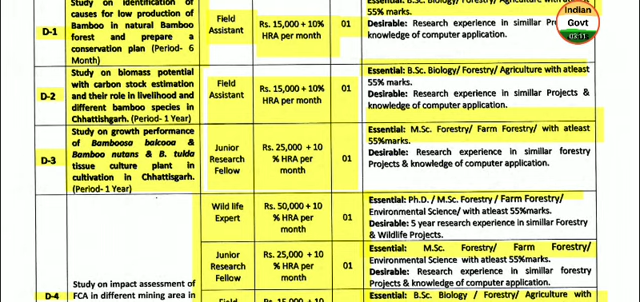 Study on identification of
causes for low production of
Bamboo in natural Bamboo
forest and prepare a
conservation plan (Period- 6
Month)
D-1
Field
Assistant
Rs. 15,000 + 10%
HRA per month
01
55% marks.
Desirable: Research experience in simillar
of computer application.
Indian
Govt
03:11
D-2
Study on biomass potential
with carbon stock estimation
and their role in livelihood and
different bamboo species in
Chhattishgarh. (Period- 1 Year)
Field
Assistant
Rs. 15,000 + 10%
HRA per month
01
Essential: B.Sc. Biology/ Forestry/ Agriculture with atleast
55% marks.
Desirable: Research experience in similar Projects &
knowledge of computer application.
D-3
Study on growth performance
of Bamboosa bakooa &
Bamboo nutans & B. tulda
tissue culture plant in
cultivation in Chhattisgarh.
(Period- 1 Year)
Junior
Research
Fellow
Rs. 25,000 + 10
% HRA per
month
01
Essential: M.Sc. Forestry/ Farm Forestry/ with atleast
55%marks.
Desirable: Research experience in simillar forestry
Projects & knowledge of computer application.
D-4
Study on impact assessment of
FCA in different mining area in
Wild life
Expert
Rs. 50,000 + 10
% HRA per
month
01
Essential: Ph.D. / M.Sc. Forestry / Farm Forestry/
Environmental Science/ with atleast 55%marks.
Desirable: 5 year research experience in simillar Forestry
& Wildlife Projects.
Junior
Research
Fellow
Rs. 25,000 + 10
% HRA per
month
01
Essential: M.Sc. Forestry/ Farm Forestry/
Environmental Science with atleast 55%marks.
Desirable: Research experience in simillar forestry
Projects & knowledge of computer application.
Field
Rs. 15,000 + 10
01
Essential: B.Sc. Biology / Forestry/ Agriculture with